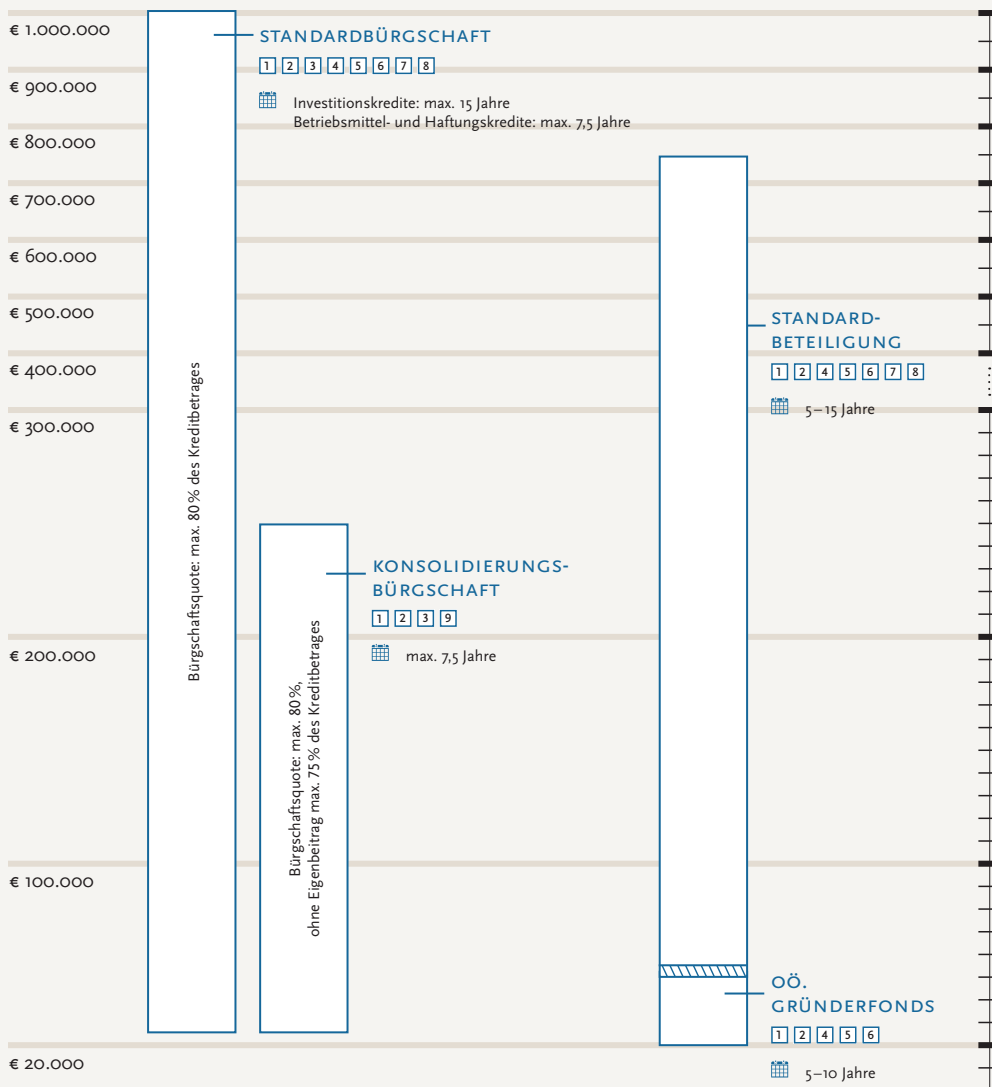 € 1.000.000
€ 900.000
€ 800.000
€ 700.000
€ 600.000
€ 500.000
€ 400.000
€ 300.000
€ 200.000
€ 100.000
€ 20.000
STANDARDBÜRGSCHAFT
1 2 3 4 5 6 7 8
Investitionskredite: max. 15 Jahre
Betriebsmittel- und Haftungskredite: max. 7,5 Jahre
Bürgschaftsquote: max. 80 % des Kreditbetrages
KONSOLIDIERUNGS-
BÜRGSCHAFT
1 2 3 9
max. 7,5 Jahre
Bürgschaftsquote: max. 80 %,
ohne Eigenbeitrag max. 75 % des Kreditbetrages
STANDARD-
BETEILIGUNG
1 2 4 5 6 7 8
5–15 Jahre
OÖ.
GRÜNDERFONDS
1 2 4 5 6
5–10 Jahre